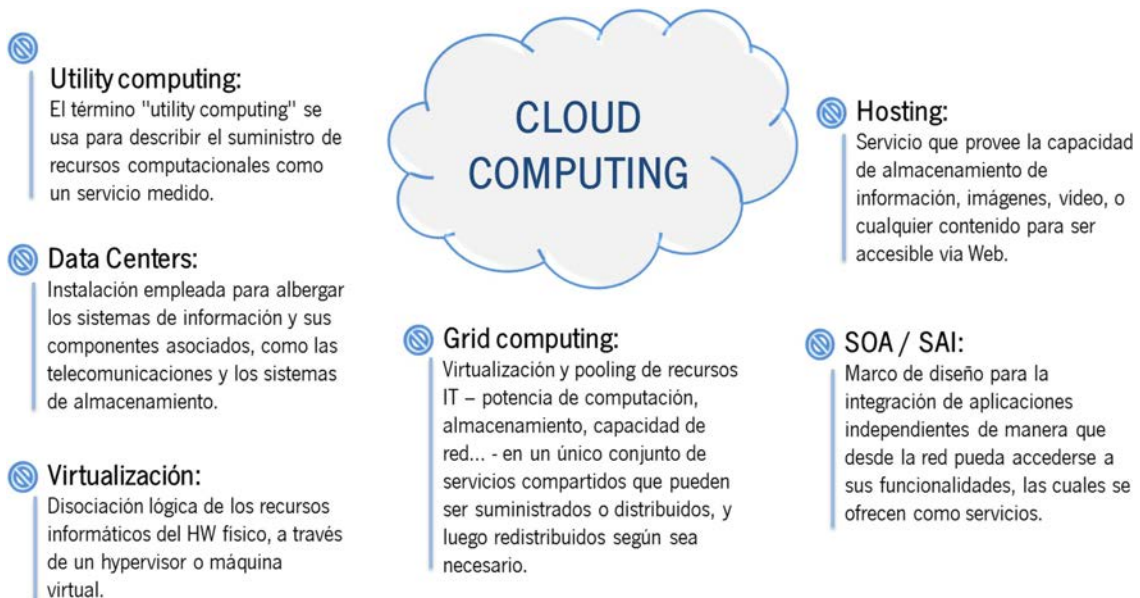 CLOUD
COMPUTING
Utility computing:
El término "utility computing" se
usa para describir el suministro de
recursos computacionales como
un servicio medido.
Data Centers:
Instalación empleada para albergar
los sistemas de información y sus
componentes asociados, como las
telecomunicaciones y los sistemas
de almacenamiento.
Virtualización:
Disociación lógica de los recursos
informáticos del HW físico, a través
de un hypervisor o máquina
virtual.
Grid computing:
Virtualización y pooling de recursos
IT – potencia de computación,
almacenamiento, capacidad de
red... - en un único conjunto de
servicios compartidos que pueden
ser suministrados o distribuidos, y
luego redistribuidos según sea
necesario.
Hosting:
Servicio que provee la capacidad
de almacenamiento de
información, imágenes, vídeo, o
cualquier contenido para ser
accesible vía Web.
SOA / SAI:
Marco de diseño para la
integración de aplicaciones
independientes de manera que
desde la red pueda accederse a
sus funcionalidades, las cuales se
ofrecen como servicios.